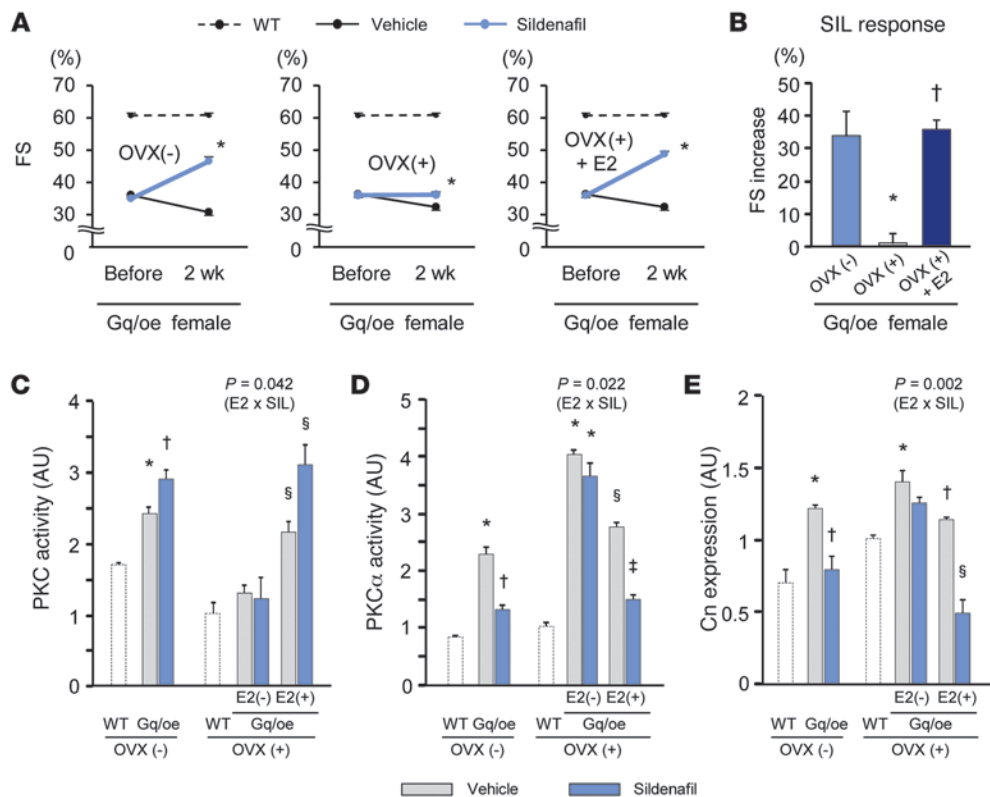 A
WT
Vehicle
Sildenafil
(%)
(%)
(%)
FS
70
60
50
40
30
0
OVX(-)
*
Before
2 wk
Gq/oe female
70
60
50
40
30
0
OVX(+)
*
Before
2 wk
Gq/oe female
70
60
50
40
30
0
OVX(+)
+ E2
*
Before
2 wk
Gq/oe female
B
SIL response
(%)
FS increase
50
40
30
20
10
0
*
†
OVX (-)
OVX (+)
OVX (+)
+ E2
Gq/oe female
C
P = 0.042
(E2 x SIL)
PKC activity (AU)
4
3
2
1
0
*
†
§
§
E2(-)
E2(+)
WT
Gq/oe
WT
Gq/oe
OVX (-)
OVX (+)
D
P = 0.022
(E2 x SIL)
PKCα activity (AU)
5
4
3
2
1
0
*
†
*
*
§
‡
E2(-)
E2(+)
WT
Gq/oe
WT
Gq/oe
OVX (-)
OVX (+)
E
P = 0.002
(E2 x SIL)
Cn expression (AU)
2
1.5
1
0.5
0
*
†
*
†
§
E2(-)
E2(+)
WT
Gq/oe
WT
Gq/oe
OVX (-)
OVX (+)
Vehicle
Sildenafil